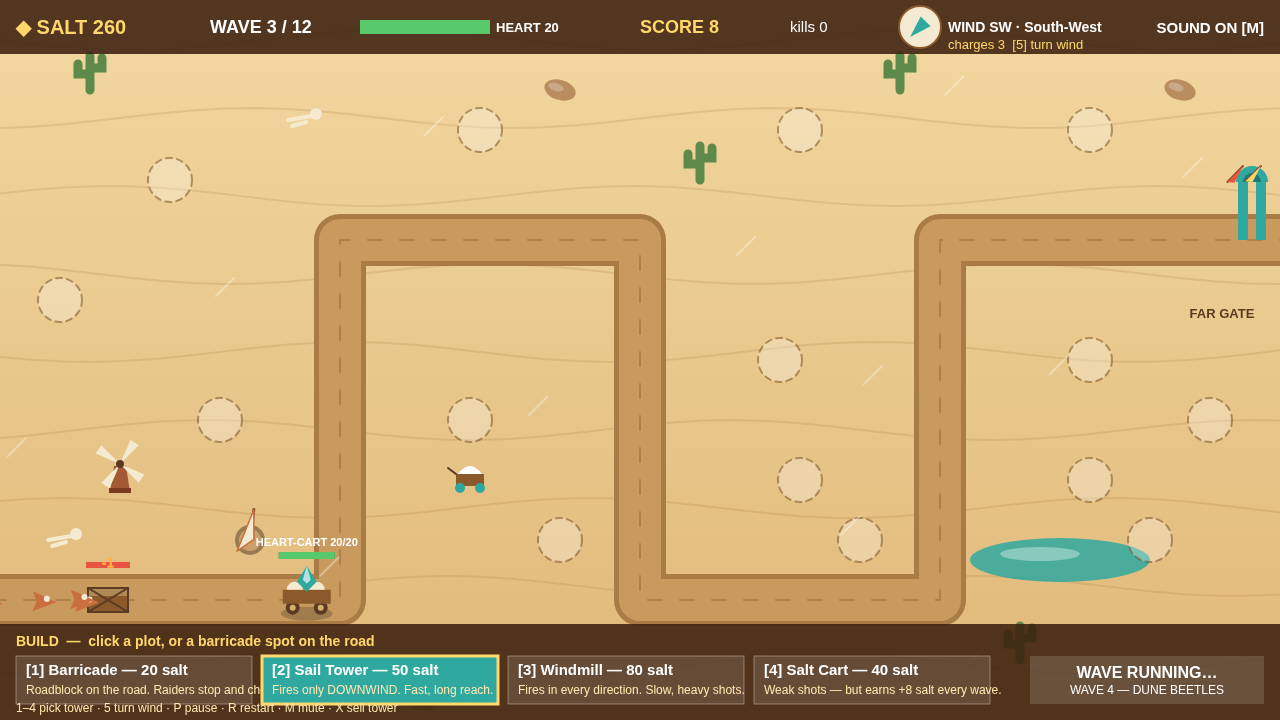 ◆ SALT 260
WAVE 3 / 12
HEART 20
SCORE 8
kills 0
WIND SW · South-West
charges 3 [5] turn wind
SOUND ON [M]
FAR GATE
HEART-CART 20/20
BUILD — click a plot, or a barricade spot on the road
[1] Barricade — 20 salt
Roadblock on the road. Raiders stop and ch
[2] Sail Tower — 50 salt
Fires only DOWNWIND. Fast, long reach.
[3] Windmill — 80 salt
Fires in every direction. Slow, heavy shots.
[4] Salt Cart — 40 salt
Weak shots — but earns +8 salt every wave.
WAVE RUNNING…
WAVE 4 — DUNE BEETLES
1–4 pick tower · 5 turn wind · P pause · R restart · M mute · X sell tower